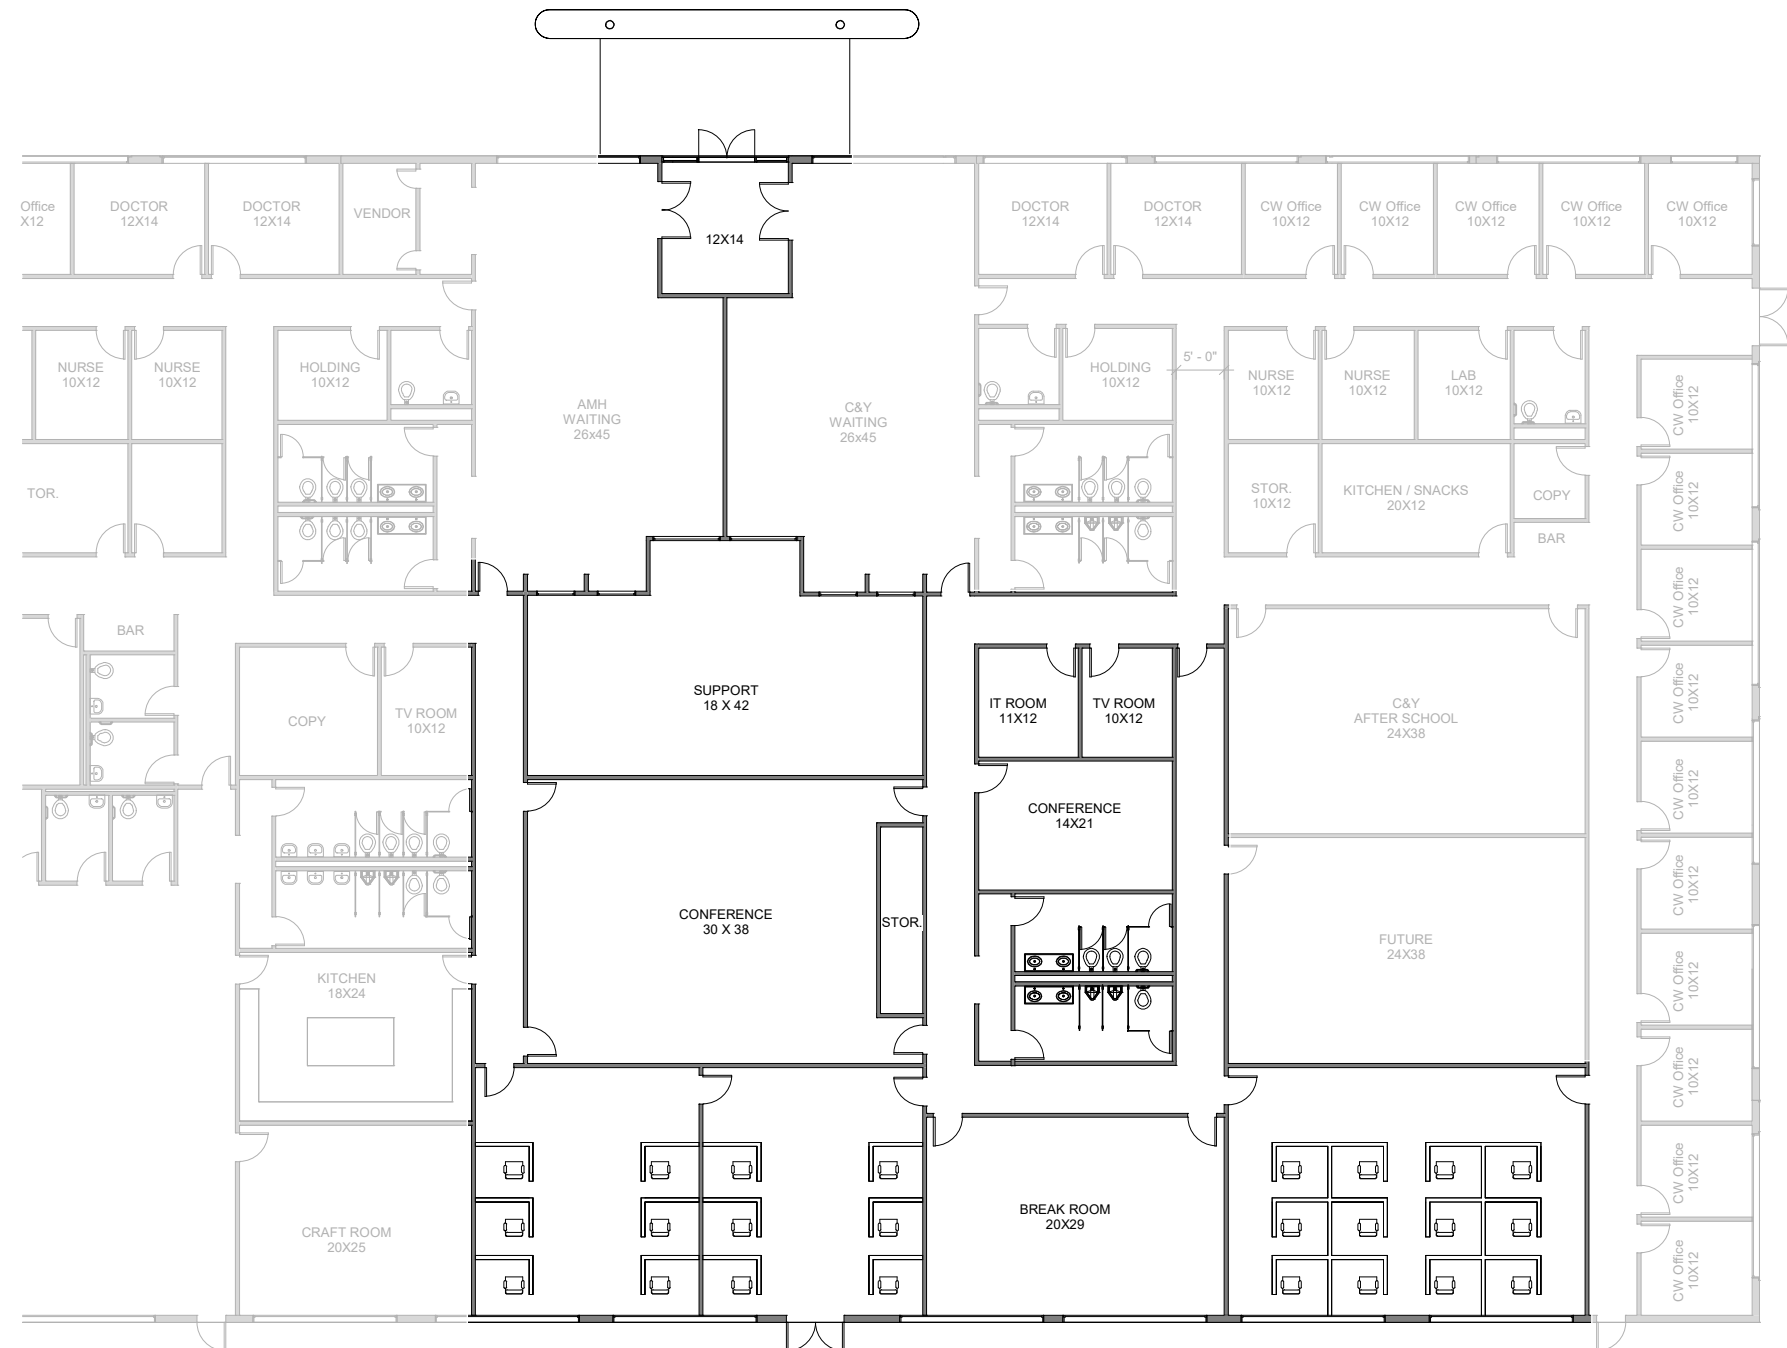 Office
X12
DOCTOR
12X14
DOCTOR
12X14
VENDOR
12X14
DOCTOR
12X14
DOCTOR
12X14
CW Office
10X12
CW Office
10X12
CW Office
10X12
CW Office
10X12
CW Office
10X12
NURSE
10X12
NURSE
10X12
HOLDING
10X12
AMH
WAITING
26x45
C&Y
WAITING
26x45
HOLDING
10X12
5' - 0"
NURSE
10X12
NURSE
10X12
LAB
10X12
CW Office
10X12
TOR.
STOR.
10X12
KITCHEN / SNACKS
20X12
COPY
BAR
CW Office
10X12
CW Office
10X12
BAR
COPY
TV ROOM
10X12
SUPPORT
18 X 42
IT ROOM
11X12
TV ROOM
10X12
C&Y
AFTER SCHOOL
24X38
CW Office
10X12
CONFERENCE
14X21
CW Office
10X12
CONFERENCE
30 X 38
STOR.
FUTURE
24X38
CW Office
10X12
KITCHEN
18X24
CW Office
10X12
CW Office
10X12
CRAFT ROOM
20X25
BREAK ROOM
20X29
CW Office
10X12
CW Office
10X12